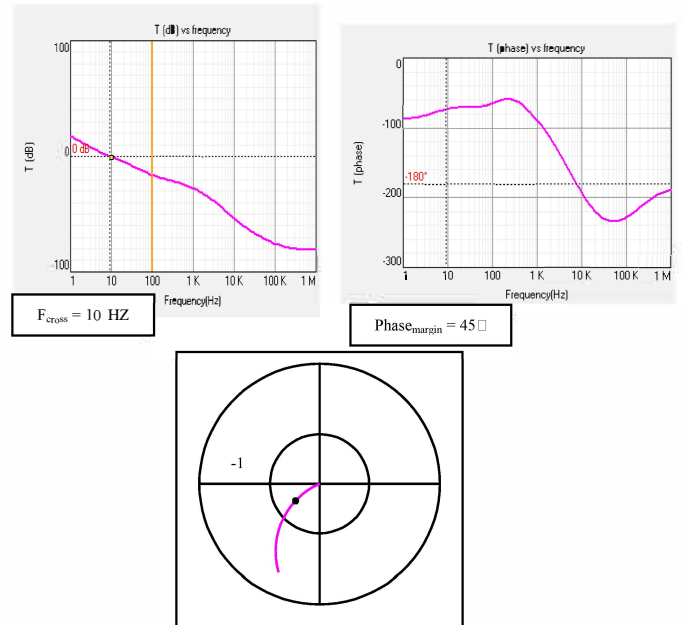 T (dB) vs frequency
100
0
0 dB
-100
T (dB)
1 10 100 1 K 10 K 100 K 1 M
Frequency(Hz)
F_cross = 10 HZ
T (phase) vs frequency
0
-100
-180°
-200
-300
T (phase)
1 10 100 1 K 10 K 100 K 1 M
Frequency(Hz)
Phase_margin = 45□
-1